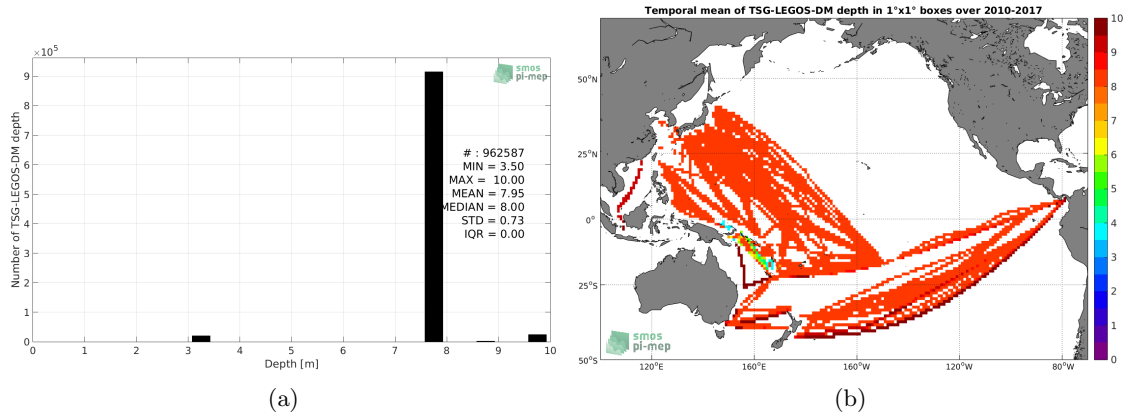 ×10^5
9
8
7
6
5
4
3
2
1
0
Number of TSG-LEGOS-DM depth
smos
pi-mep
# : 962587
MIN = 3.50
MAX = 10.00
MEAN = 7.95
MEDIAN = 8.00
STD = 0.73
IQR = 0.00
0 1 2 3 4 5 6 7 8 9 10
Depth [m]
(a)
Temporal mean of TSG-LEGOS-DM depth in 1°x1° boxes over 2010-2017
50°N
25°N
0°
25°S
50°S
120°E 160°E 160°W 120°W 80°W
smos
pi-mep
10
9
8
7
6
5
4
3
2
1
0
(b)